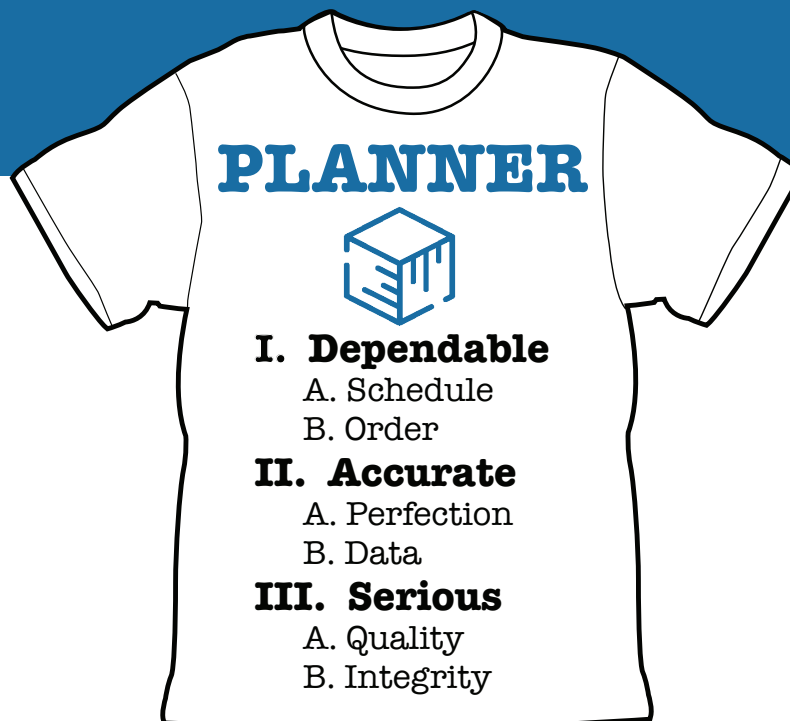 PLANNER
I. Dependable
A. Schedule
B. Order
II. Accurate
A. Perfection
B. Data
III. Serious
A. Quality
B. Integrity